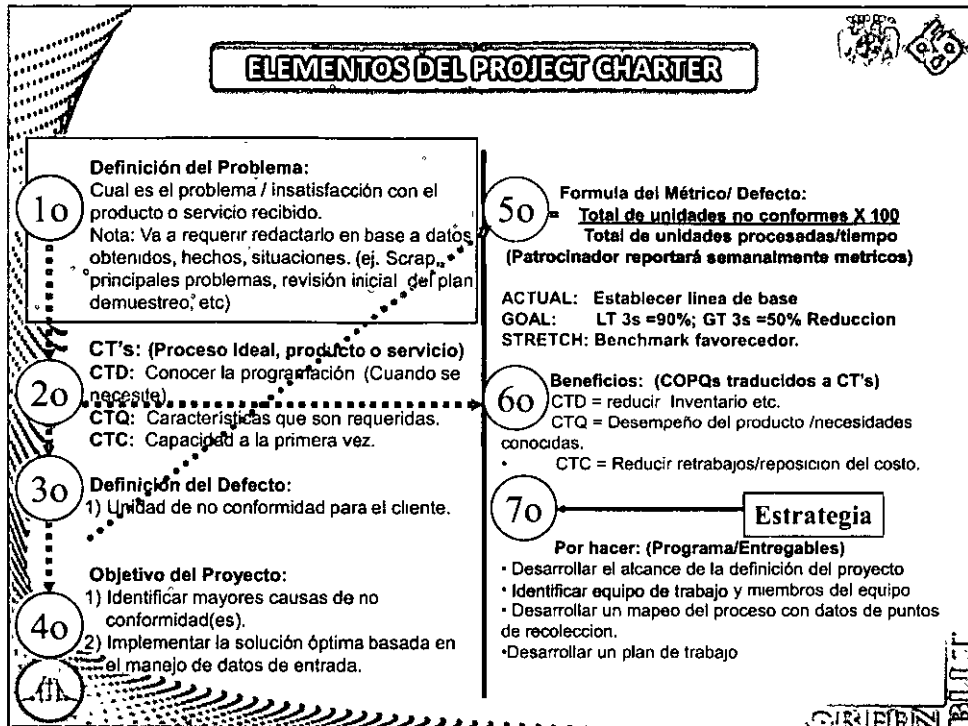 ELEMENTOS DEL PROJECT CHARTER
1o
Definición del Problema:
Cual es el problema / insatisfacción con el
producto o servicio recibido.
Nota: Va a requerir redactarlo en base a datos
obtenidos, hechos, situaciones. (ej. Scrap,
principales problemas, revisión inicial del plan
demuestreo, etc)
2o
CT's: (Proceso Ideal, producto o servicio)
CTD: Conocer la programación (Cuando se
necesite)
CTQ: Características que son requeridas.
CTC: Capacidad a la primera vez.
3o
Definición del Defecto:
1) Unidad de no conformidad para el cliente.
4o
Objetivo del Proyecto:
1) Identificar mayores causas de no
conformidad(es).
2) Implementar la solución óptima basada en
el manejo de datos de entrada.
5o
Formula del Métrico/ Defecto:
= Total de unidades no conformes X 100
Total de unidades procesadas/tiempo
(Patrocinador reportará semanalmente metricos)
ACTUAL: Establecer linea de base
GOAL: LT 3s =90%; GT 3s =50% Reduccion
STRETCH: Benchmark favorecedor.
6o
Beneficios: (COPQs traducidos a CT's)
CTD = reducir Inventario etc.
CTQ = Desempeño del producto /necesidades
conocidas.
• CTC = Reducir retrabajos/reposicion del costo.
7o
Estrategia
Por hacer: (Programa/Entregables)
• Desarrollar el alcance de la definición del proyecto
• Identificar equipo de trabajo y miembros del equipo
• Desarrollar un mapeo del proceso con datos de puntos
de recoleccion.
•Desarrollar un plan de trabajo
GREEN
BELT